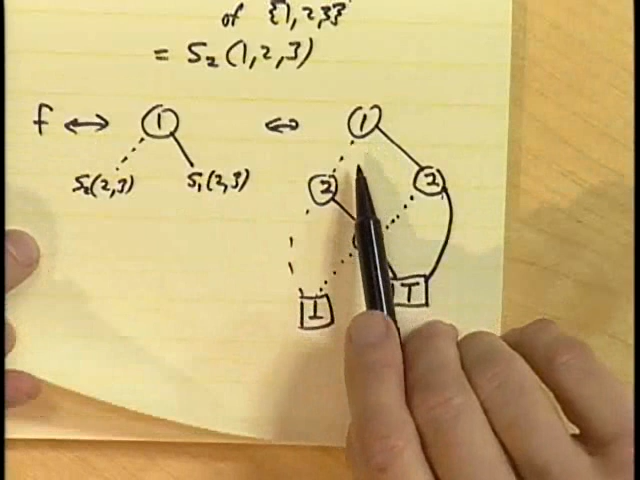 of {1,2,3}
= S₂(1,2,3)
f ↔ 1 ↔ 1
S₂(2,3) S₁(2,3) 2 2
⊥ T